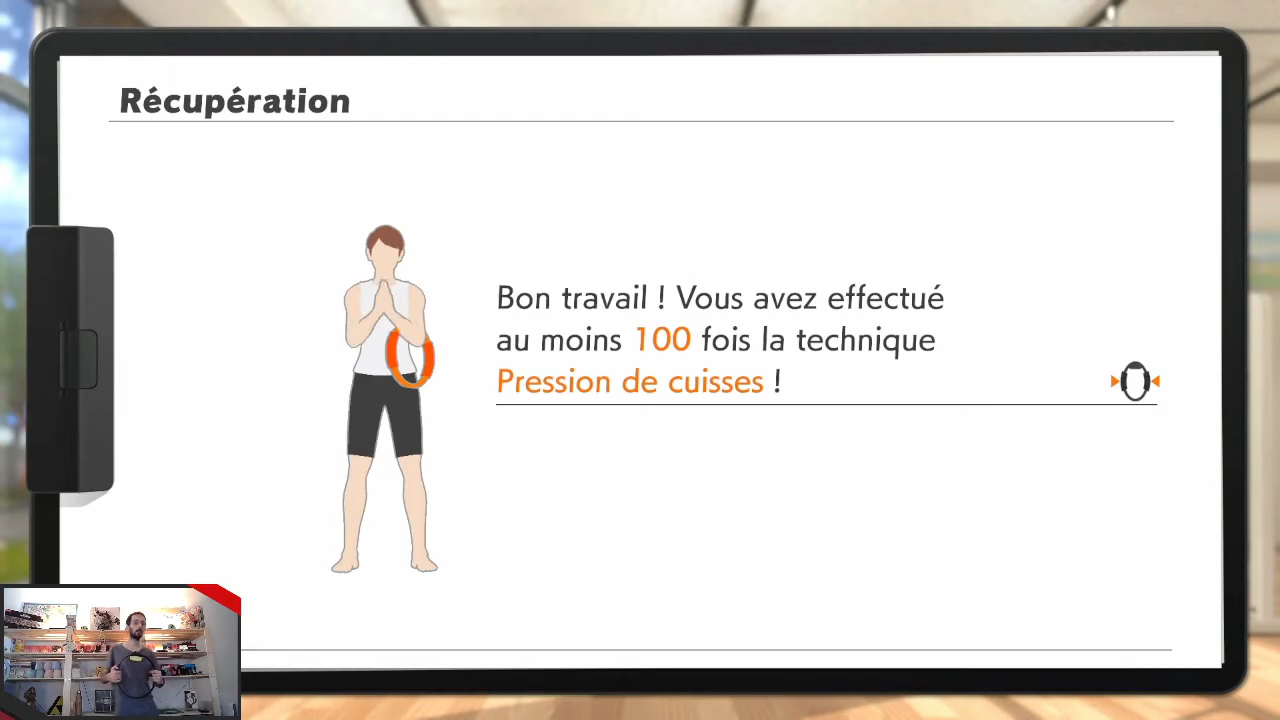 Récupération
Bon travail ! Vous avez effectué
au moins 100 fois la technique
Pression de cuisses !